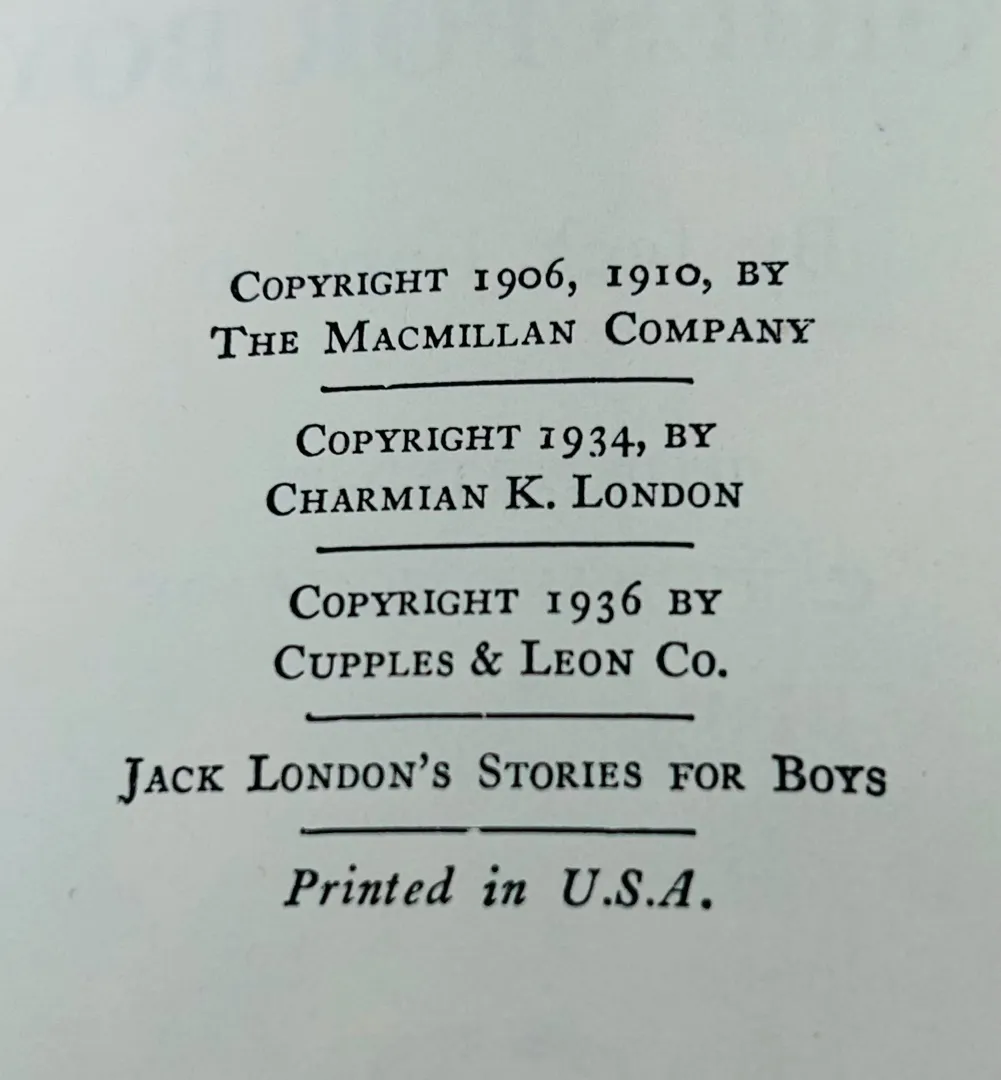 COPYRIGHT 1906, 1910, BY
THE MACMILLAN COMPANY
COPYRIGHT 1934, BY
CHARMIAN K. LONDON
COPYRIGHT 1936 BY
CUPPLES & LEON CO.
JACK LONDON'S STORIES FOR BOYS
Printed in U.S.A.